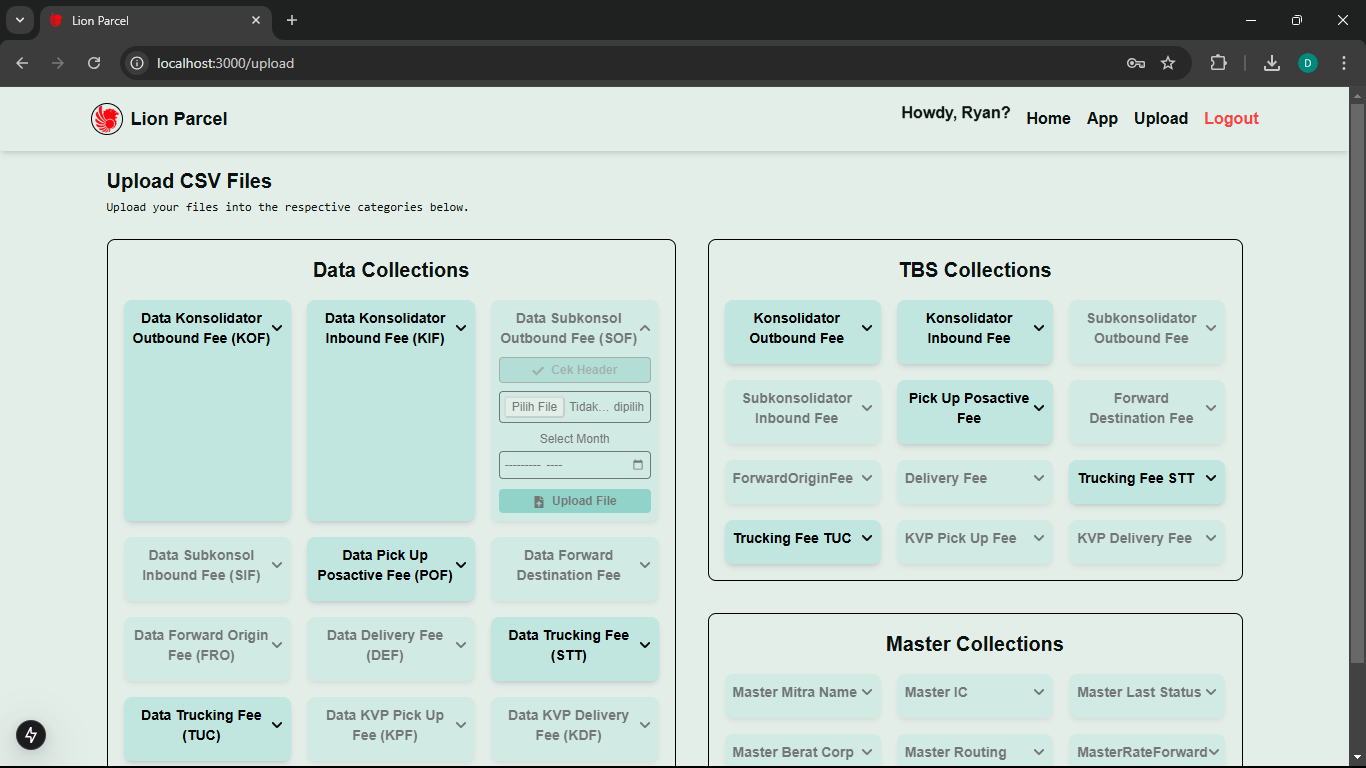 Lion Parcel
localhost:3000/upload
D
Lion Parcel
Howdy, Ryan?
Home
App
Upload
Logout
Upload CSV Files
Upload your files into the respective categories below.
Data Collections
Data Konsolidator
Outbound Fee (KOF)
Data Konsolidator
Inbound Fee (KIF)
Data Subkonsol
Outbound Fee (SOF)
Cek Header
Pilih File Tidak... dipilih
Select Month
--------- ----
Upload File
Data Subkonsol
Inbound Fee (SIF)
Data Pick Up
Posactive Fee (POF)
Data Forward
Destination Fee
Data Forward Origin
Fee (FRO)
Data Delivery Fee
(DEF)
Data Trucking Fee
(STT)
Data Trucking Fee
(TUC)
Data KVP Pick Up
Fee (KPF)
Data KVP Delivery
Fee (KDF)
TBS Collections
Konsolidator
Outbound Fee
Konsolidator
Inbound Fee
Subkonsolidator
Outbound Fee
Subkonsolidator
Inbound Fee
Pick Up Posactive
Fee
Forward
Destination Fee
ForwardOriginFee
Delivery Fee
Trucking Fee STT
Trucking Fee TUC
KVP Pick Up Fee
KVP Delivery Fee
Master Collections
Master Mitra Name
Master IC
Master Last Status
Master Berat Corp
Master Routing
MasterRateForward